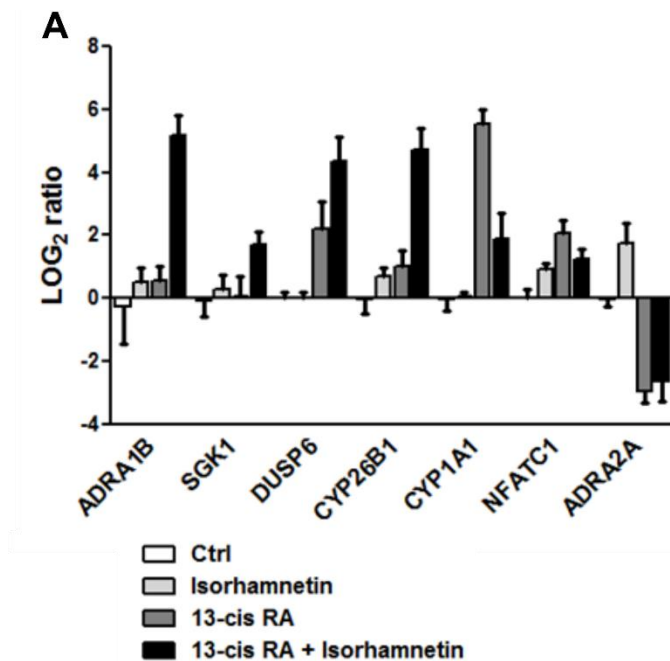 A
8
6
4
2
0
-2
-4
LOG₂ ratio
ADRA1B
SGK1
DUSP6
CYP26B1
CYP1A1
NFATC1
ADRA2A
Ctrl
Isorhamnetin
13-cis RA
13-cis RA + Isorhamnetin